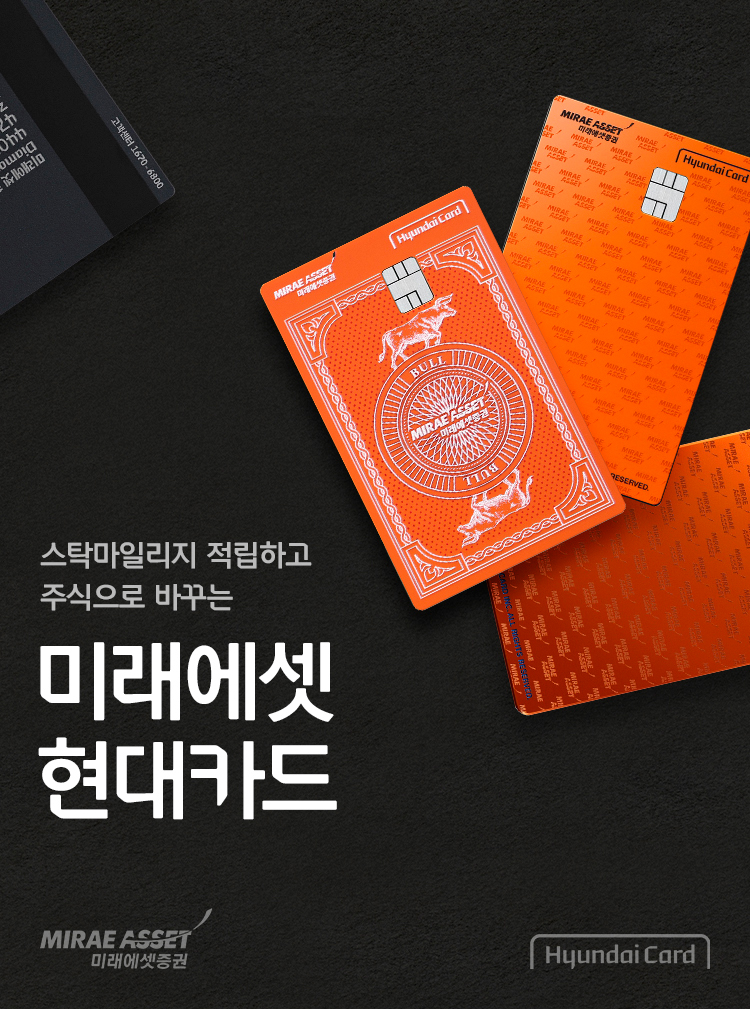 고객센터 1670-6800
MIRAE ASSET
미래에셋증권
Hyundai Card
MIRAE ASSET
미래에셋증권
Hyundai Card
BULL
MIRAE ASSET
미래에셋증권
BULL
RESERVED.
스탁마일리지 적립하고
주식으로 바꾸는
미래에셋
현대카드
MIRAE ASSET
미래에셋증권
Hyundai Card